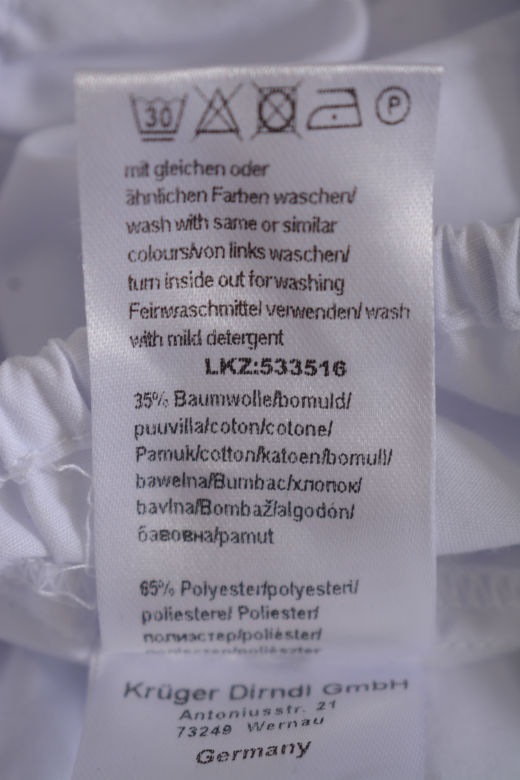 30
P
mit gleichen oder
ähnlichen Farben waschen/
wash with same or similar
colours/von links waschen/
turn inside out for washing
Feinwaschmittel verwenden/ wash
with mild detergent
LKZ:533516
35% Baumwolle/bomuld/
puuvilla/coton/cotone/
Pamuk/cotton/katoen/bomull/
bawełna/Bumbac/хлопок/
bavlna/Bombaž/algodón/
бавовна/pamut
65% Polyester/polyesteri/
poliestere/ Poliester/
полиэстер/poliéster/
Krüger Dirndl GmbH
Antoniusstr. 21
73249 Wernau
Germany